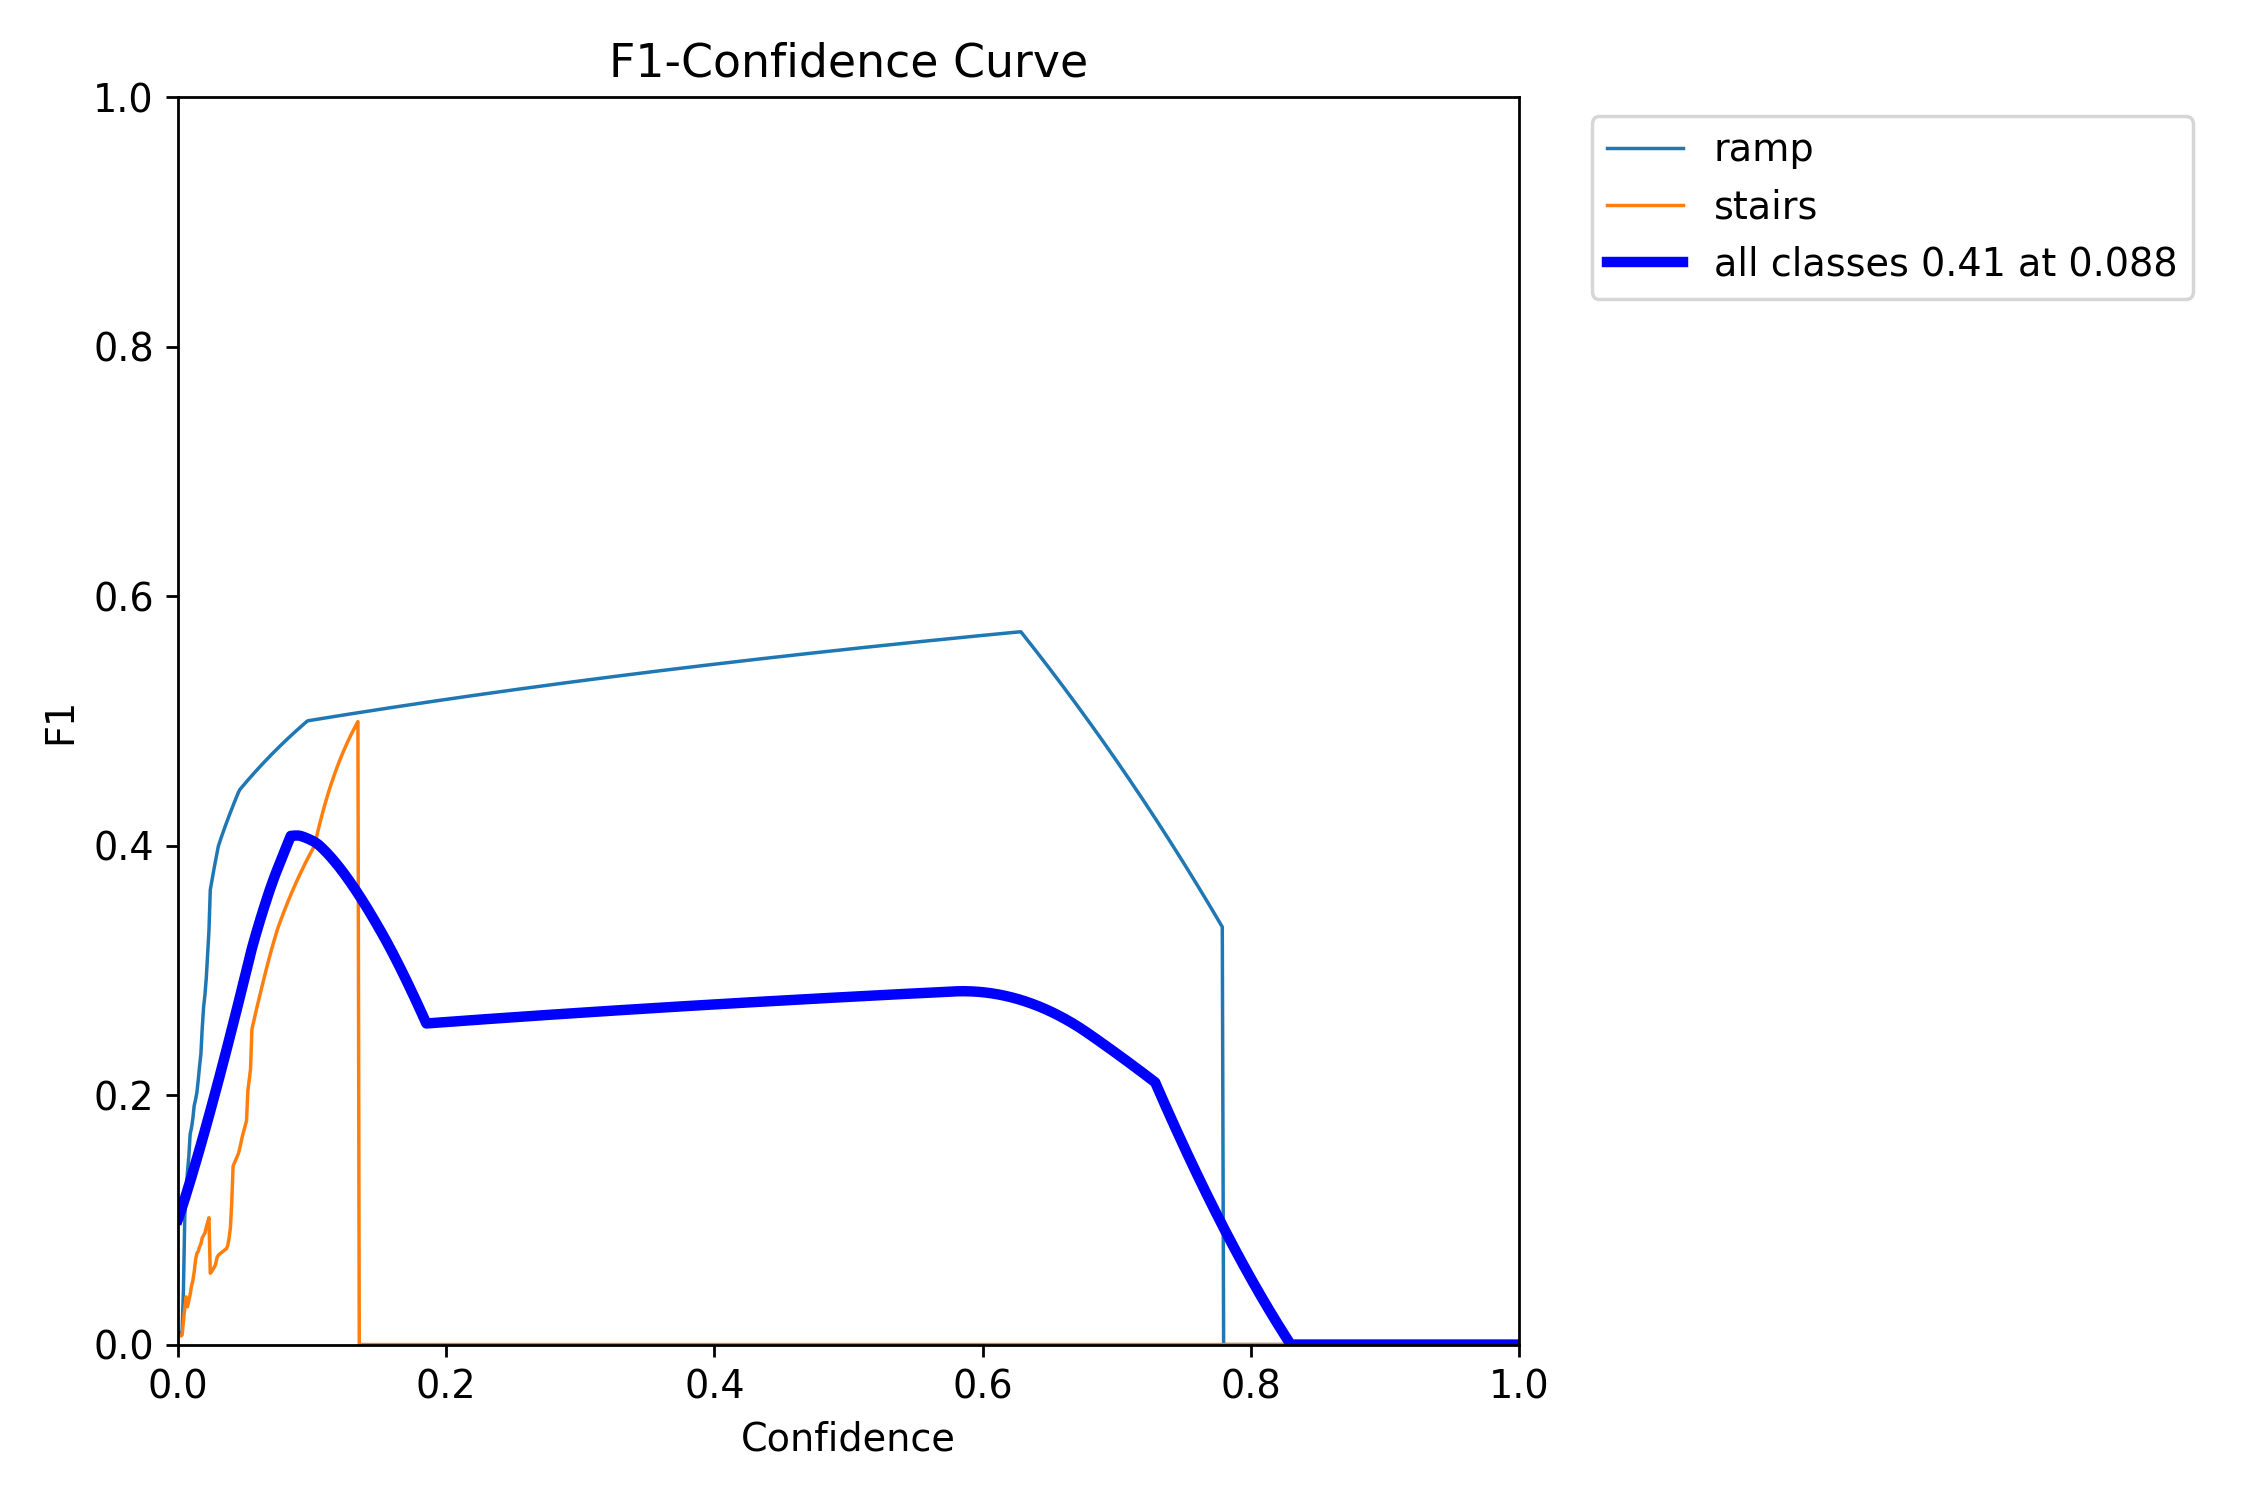 F1-Confidence Curve
1.0
0.8
0.6
0.4
0.2
0.0
F1
0.0 0.2 0.4 0.6 0.8 1.0
Confidence
ramp
stairs
all classes 0.41 at 0.088